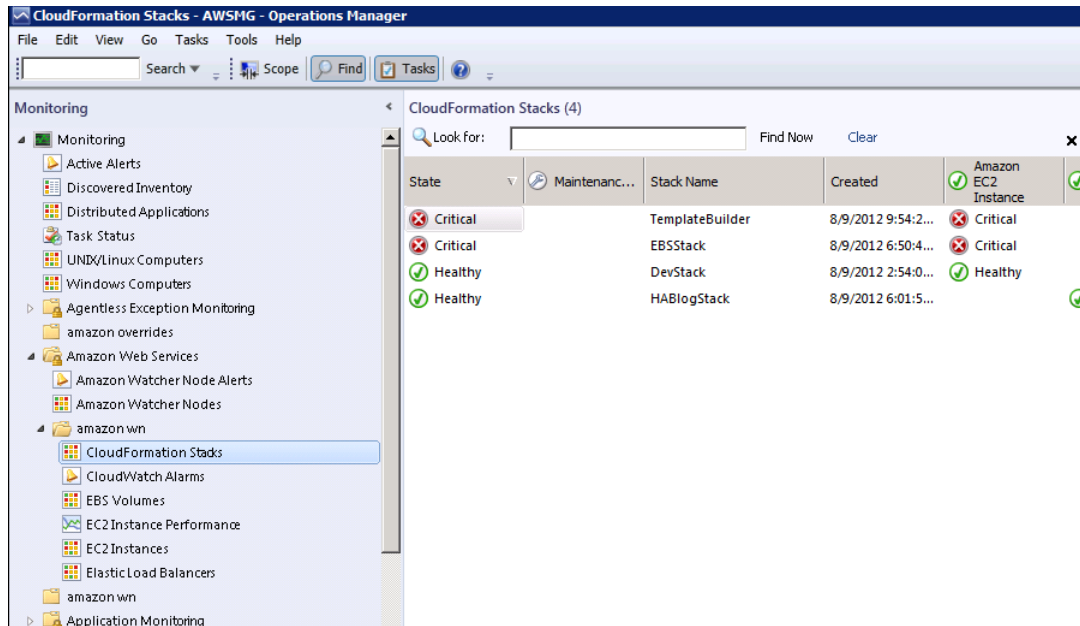 CloudFormation Stacks - AWSMG - Operations Manager
File Edit View Go Tasks Tools Help
Search Scope Find Tasks
Monitoring
Monitoring
Active Alerts
Discovered Inventory
Distributed Applications
Task Status
UNIX/Linux Computers
Windows Computers
Agentless Exception Monitoring
amazon overrides
Amazon Web Services
Amazon Watcher Node Alerts
Amazon Watcher Nodes
amazon wn
CloudFormation Stacks
CloudWatch Alarms
EBS Volumes
EC2 Instance Performance
EC2 Instances
Elastic Load Balancers
amazon wn
Application Monitoring
CloudFormation Stacks (4)
Look for: Find Now Clear
State Maintenanc... Stack Name Created Amazon EC2 Instance
Critical TemplateBuilder 8/9/2012 9:54:2... Critical
Critical EBSStack 8/9/2012 6:50:4... Critical
Healthy DevStack 8/9/2012 2:54:0... Healthy
Healthy HABlogStack 8/9/2012 6:01:5...